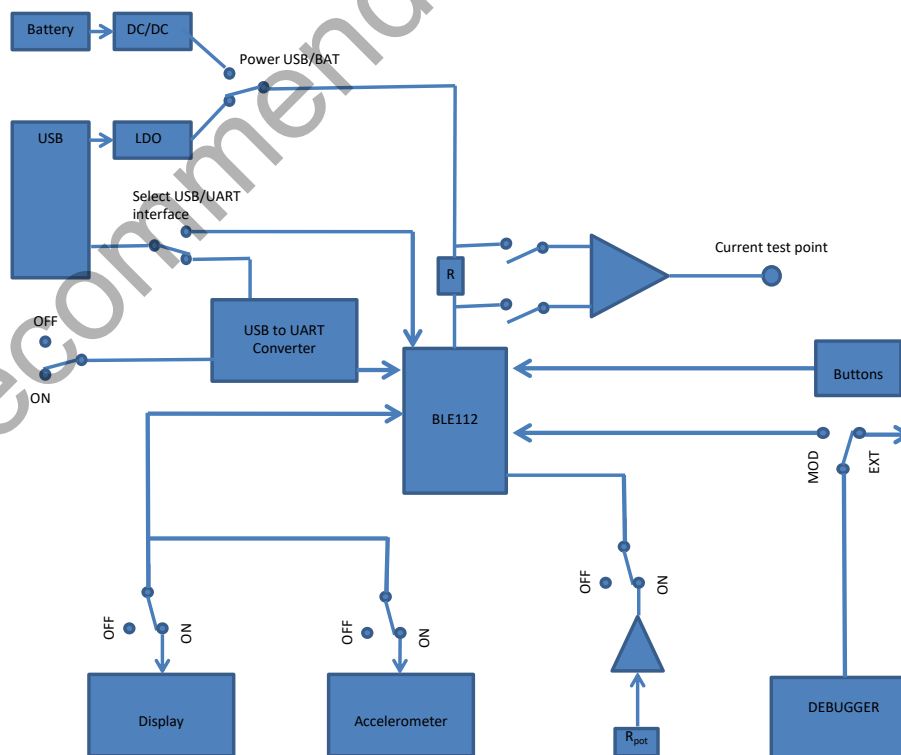 Battery
DC/DC
Power USB/BAT
USB
LDO
Select USB/UART
interface
R
Current test point
OFF
USB to UART
Converter
ON
BLE112
Buttons
MOD
EXT
OFF
ON
OFF
ON
OFF
ON
Display
Accelerometer
Rpot
DEBUGGER
ecommend